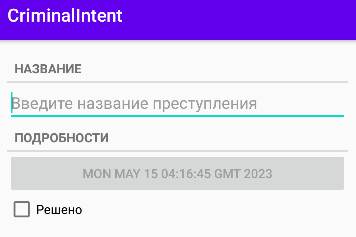 CriminalIntent
НАЗВАНИЕ
Введите название преступления
ПОДРОБНОСТИ
MON MAY 15 04:16:45 GMT 2023
Решено